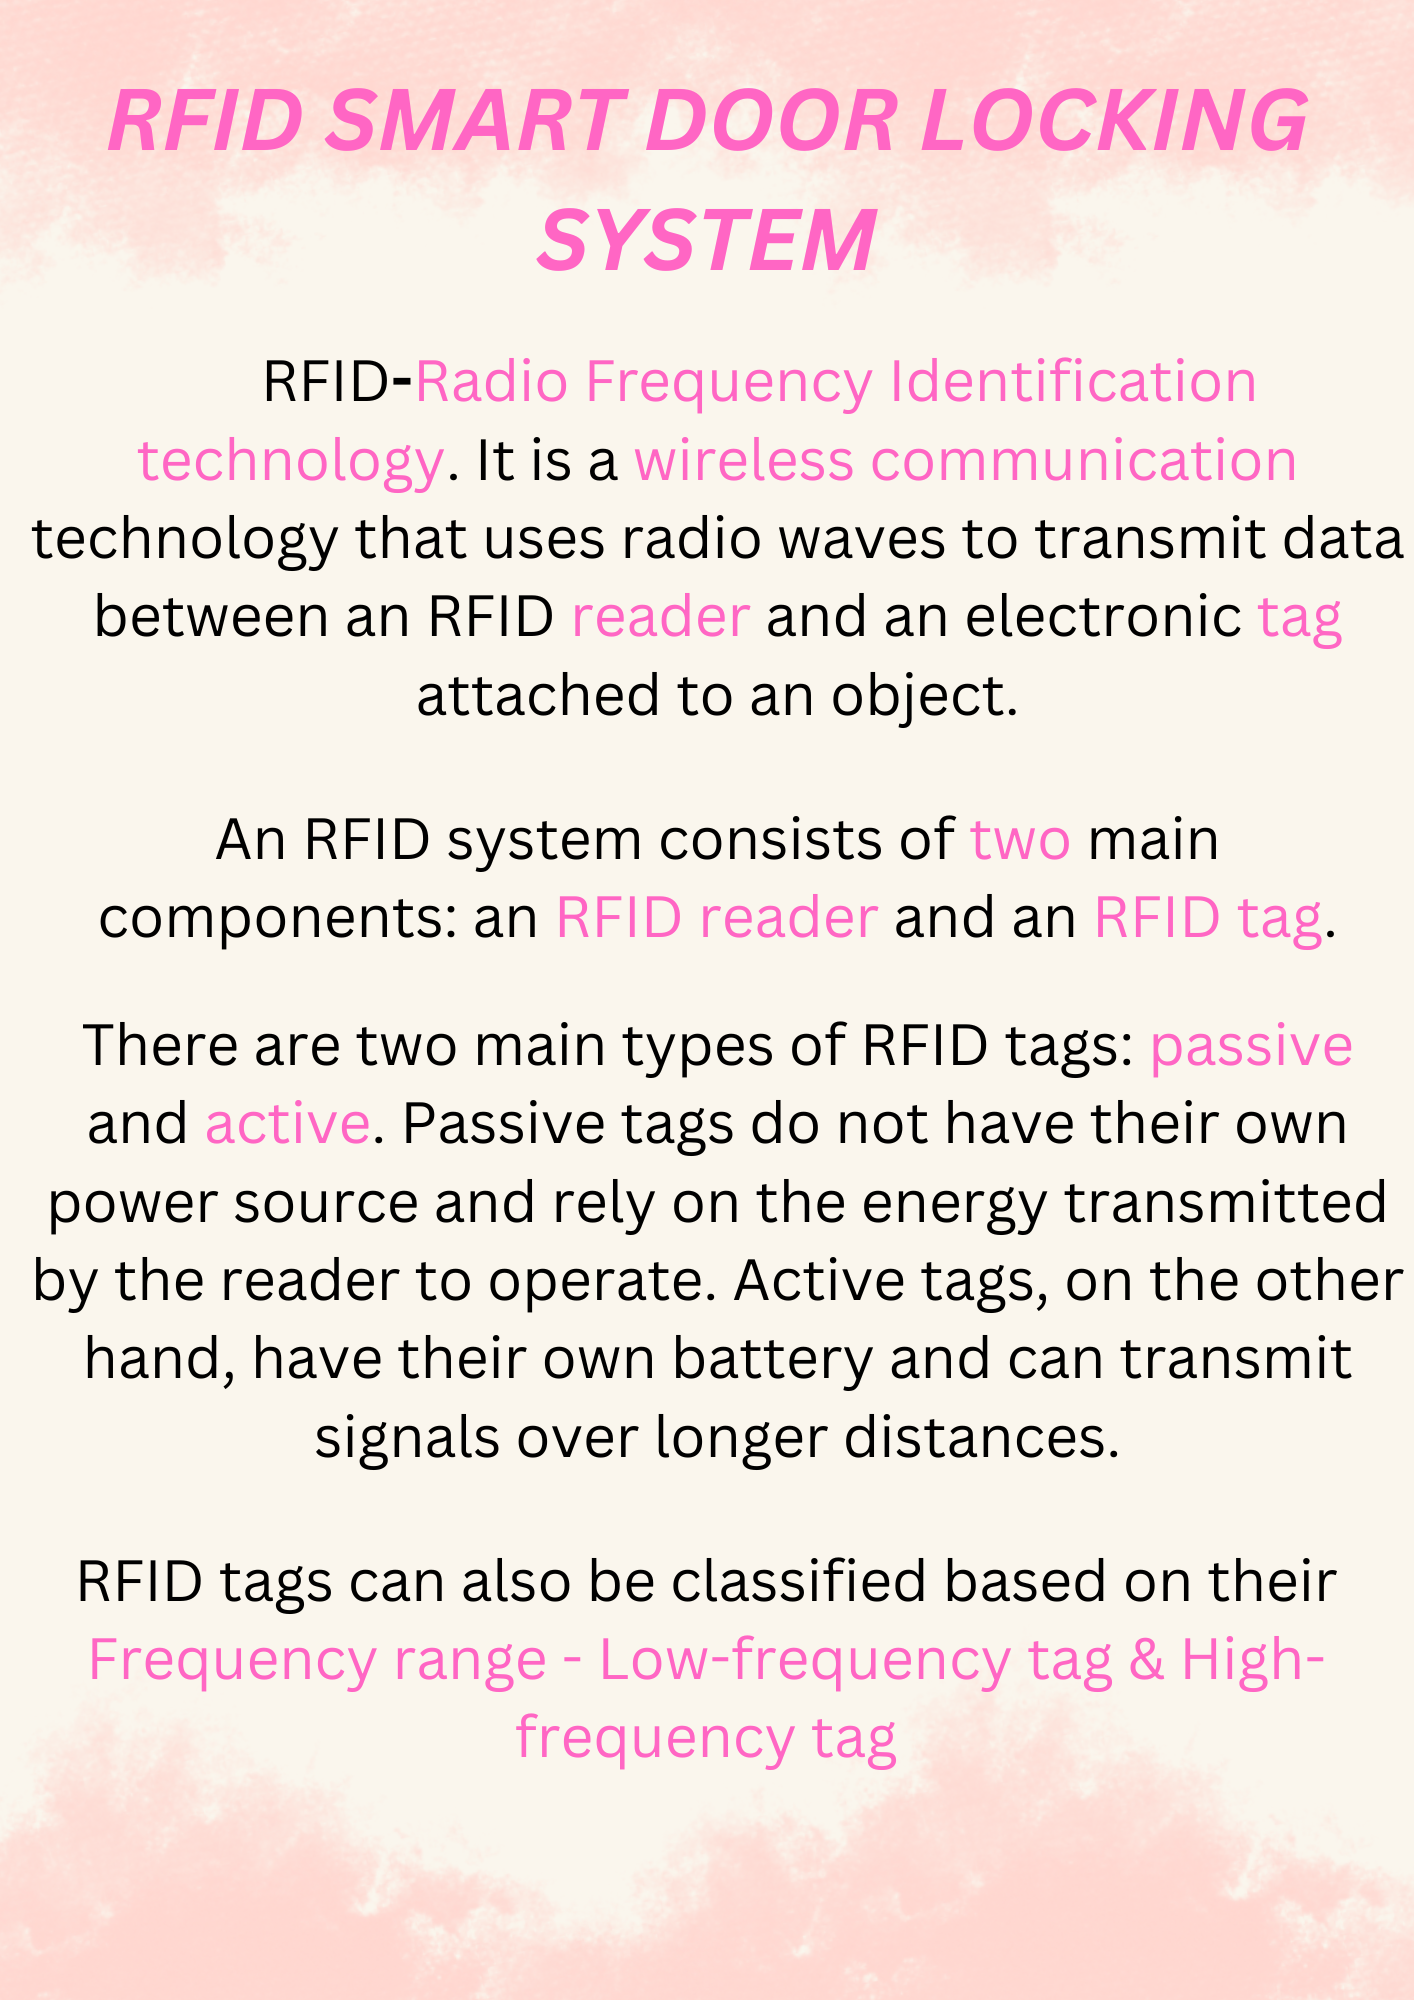 RFID SMART DOOR LOCKING
SYSTEM
RFID-Radio Frequency Identification
technology. It is a wireless communication
technology that uses radio waves to transmit data
between an RFID reader and an electronic tag
attached to an object.
An RFID system consists of two main
components: an RFID reader and an RFID tag.
There are two main types of RFID tags: passive
and active. Passive tags do not have their own
power source and rely on the energy transmitted
by the reader to operate. Active tags, on the other
hand, have their own battery and can transmit
signals over longer distances.
RFID tags can also be classified based on their
Frequency range - Low-frequency tag & High-
frequency tag